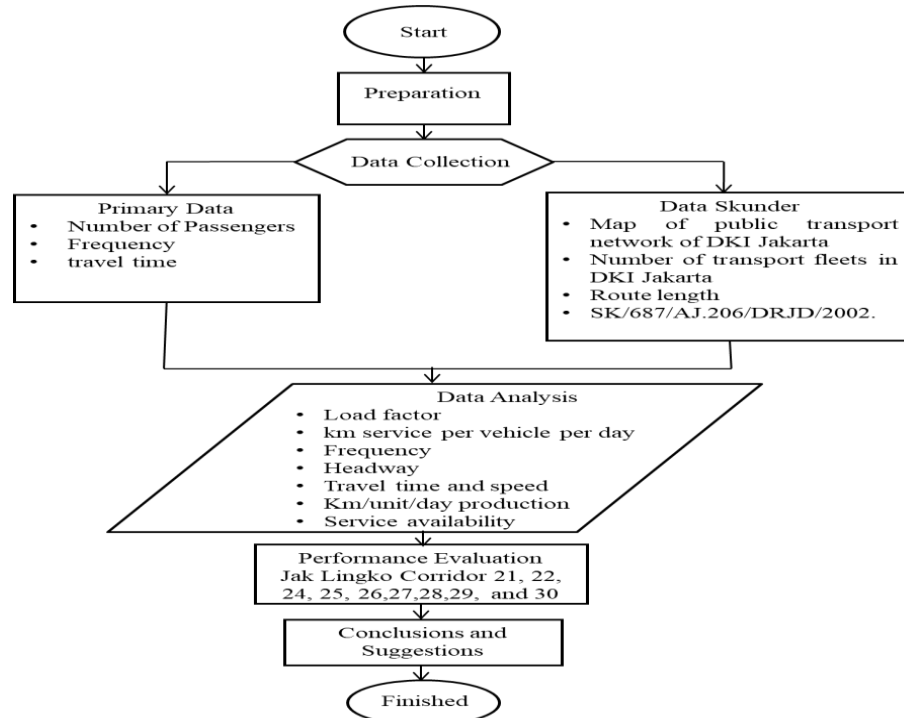 Start
Preparation
Data Collection
Primary Data
• Number of Passengers
• Frequency
• travel time
Data Skunder
• Map of public transport
network of DKI Jakarta
• Number of transport fleets in
DKI Jakarta
• Route length
• SK/687/AJ.206/DRJD/2002.
Data Analysis
• Load factor
• km service per vehicle per day
• Frequency
• Headway
• Travel time and speed
• Km/unit/day production
• Service availability
Performance Evaluation
Jak Lingko Corridor 21, 22,
24, 25, 26,27,28,29, and 30
Conclusions and
Suggestions
Finished